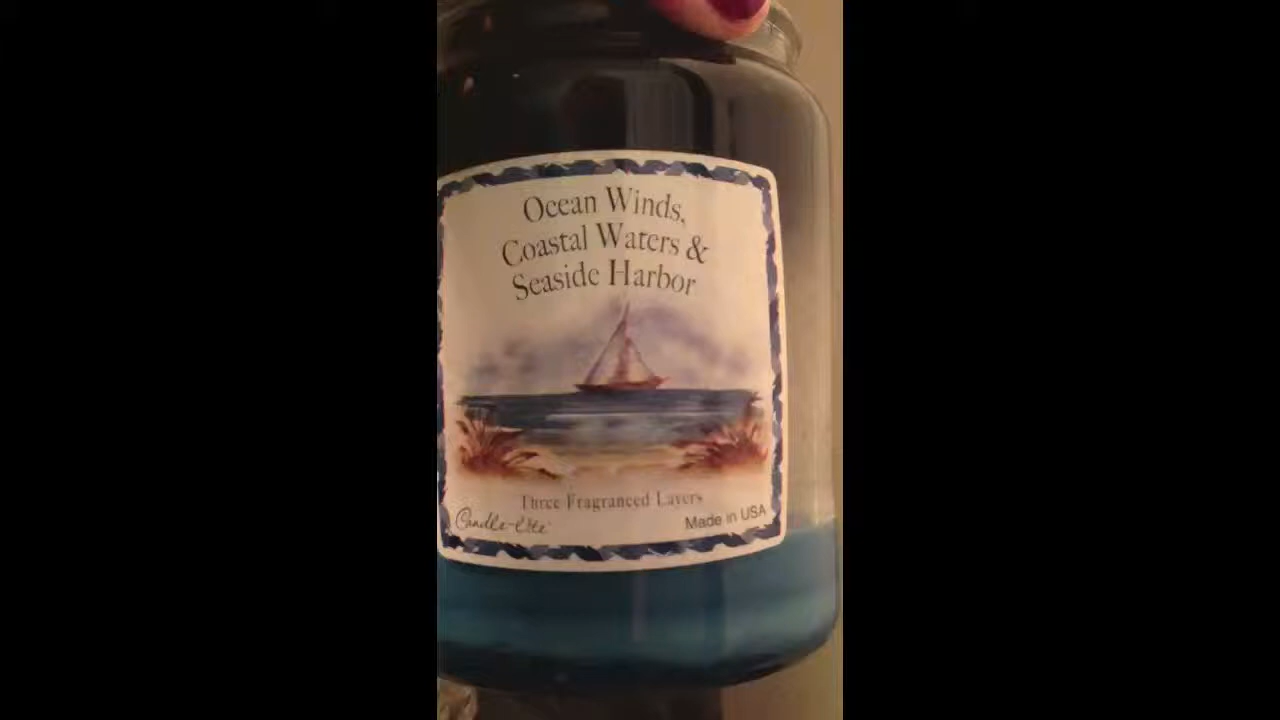 Ocean Winds,
Coastal Waters &
Seaside Harbor
Three Fragranced Layers
Candle-lite
Made in USA